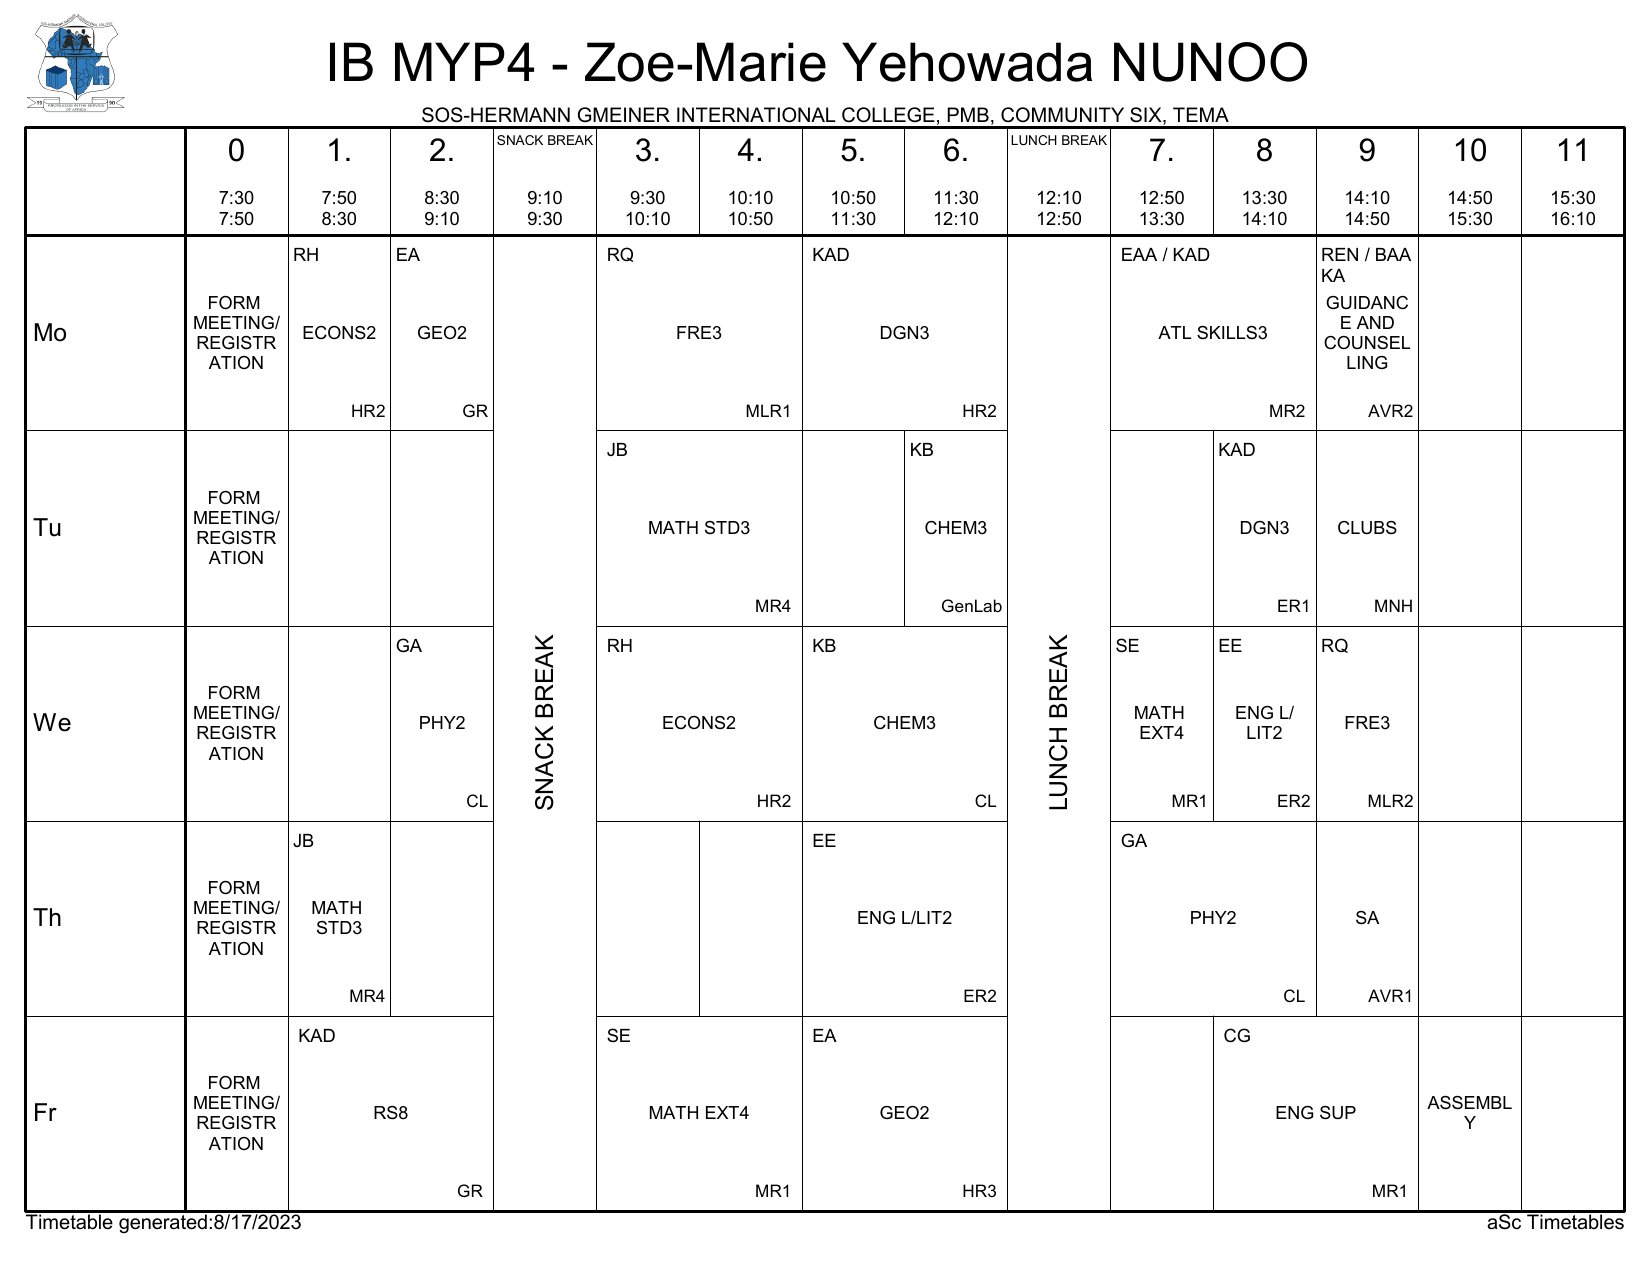 IB MYP4 - Zoe-Marie Yehowada NUNOO
SOS-HERMANN GMEINER INTERNATIONAL COLLEGE, PMB, COMMUNITY SIX, TEMA
0 1. 2. SNACK BREAK 3. 4. 5. 6. LUNCH BREAK 7. 8 9 10 11
7:30 7:50 8:30 9:10 9:30 10:10 10:50 11:30 12:10 12:50 13:30 14:10 14:50 15:30
7:50 8:30 9:10 9:30 10:10 10:50 11:30 12:10 12:50 13:30 14:10 14:50 15:30 16:10
Mo
FORM
MEETING/
REGISTR
ATION
RH
ECONS2
HR2
EA
GEO2
GR
RQ
FRE3
MLR1
KAD
DGN3
HR2
EAA / KAD
ATL SKILLS3
MR2
REN / BAA
KA
GUIDANC
E AND
COUNSEL
LING
AVR2
Tu
FORM
MEETING/
REGISTR
ATION
JB
MATH STD3
MR4
KB
CHEM3
GenLab
KAD
DGN3
ER1
CLUBS
MNH
We
FORM
MEETING/
REGISTR
ATION
GA
PHY2
CL
SNACK BREAK
RH
ECONS2
HR2
KB
CHEM3
CL
LUNCH BREAK
SE
MATH
EXT4
MR1
EE
ENG L/
LIT2
ER2
RQ
FRE3
MLR2
Th
FORM
MEETING/
REGISTR
ATION
JB
MATH
STD3
MR4
EE
ENG L/LIT2
ER2
GA
PHY2
CL
SA
AVR1
Fr
FORM
MEETING/
REGISTR
ATION
KAD
RS8
GR
SE
MATH EXT4
MR1
EA
GEO2
HR3
CG
ENG SUP
MR1
ASSEMBL
Y
Timetable generated:8/17/2023
aSc Timetables